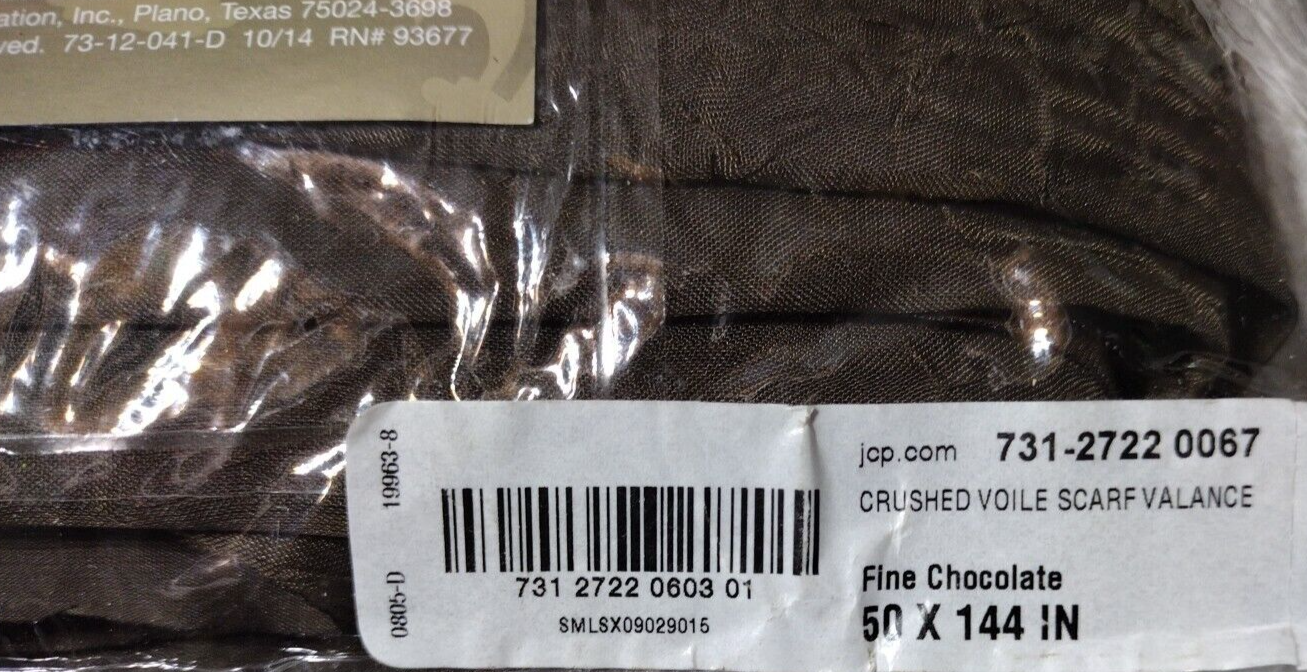 ation, Inc., Plano, Texas 75024-3698
ved. 73-12-041-D 10/14 RN# 93677
19963-8
0805-D
731 2722 0603 01
SMLSX09029015
jcp.com 731-2722 0067
CRUSHED VOILE SCARF VALANCE
Fine Chocolate
50 X 144 IN